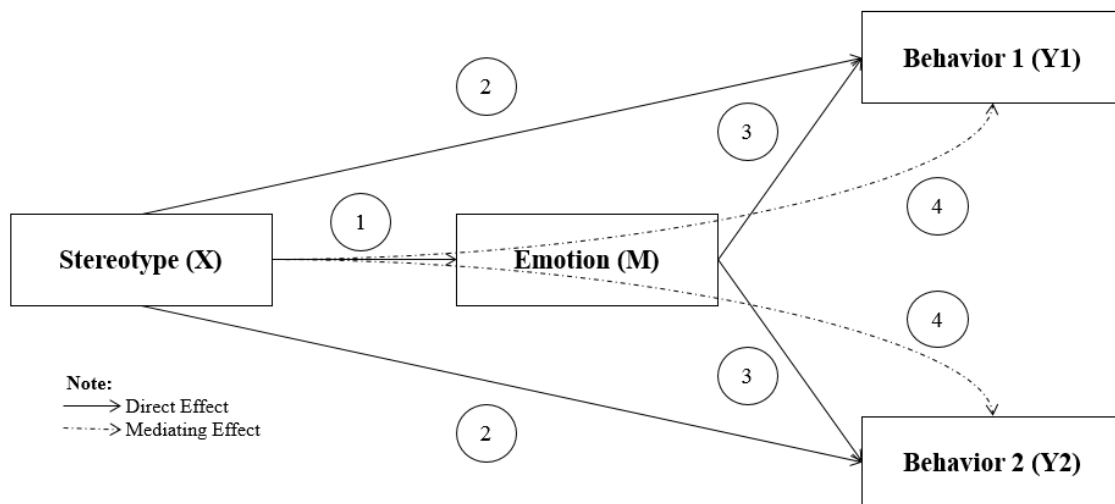 Behavior 1 (Y1)
2
3
1
4
Stereotype (X)
Emotion (M)
4
3
Note:
Direct Effect
Mediating Effect
2
Behavior 2 (Y2)